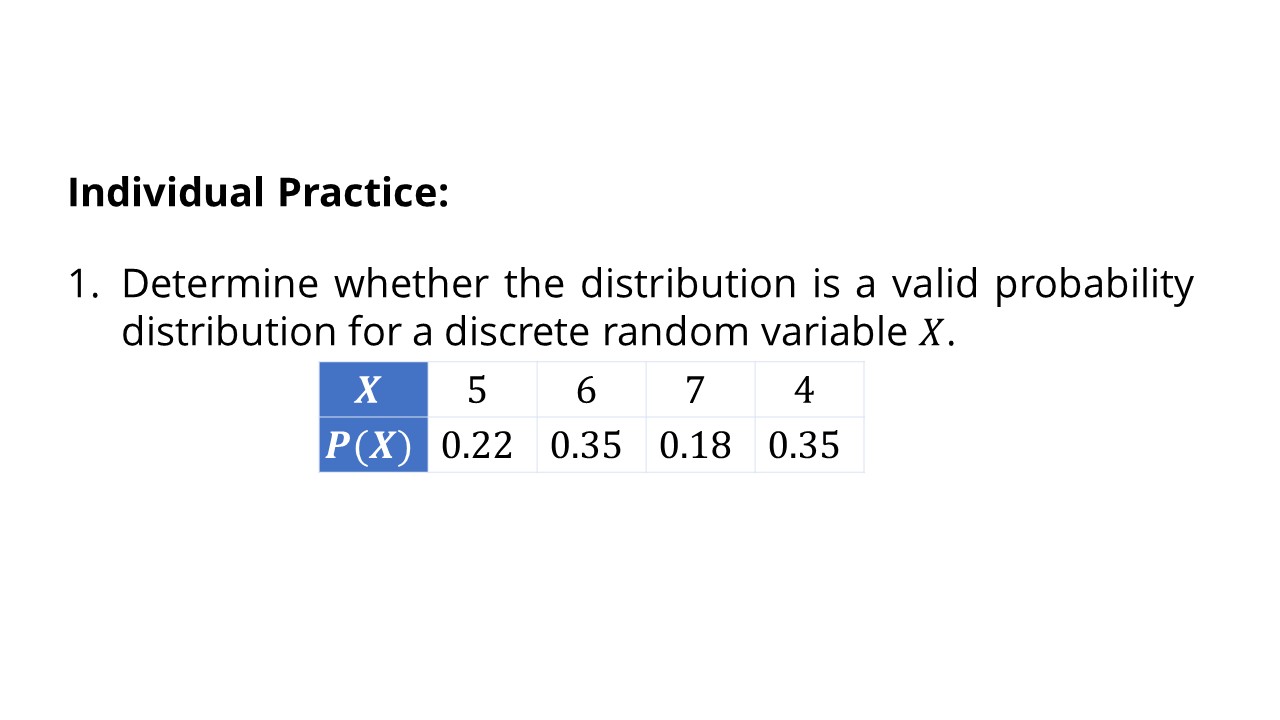 Individual Practice:
1. Determine whether the distribution is a valid probability
distribution for a discrete random variable X.
X 5 6 7 4
P(X) 0.22 0.35 0.18 0.35